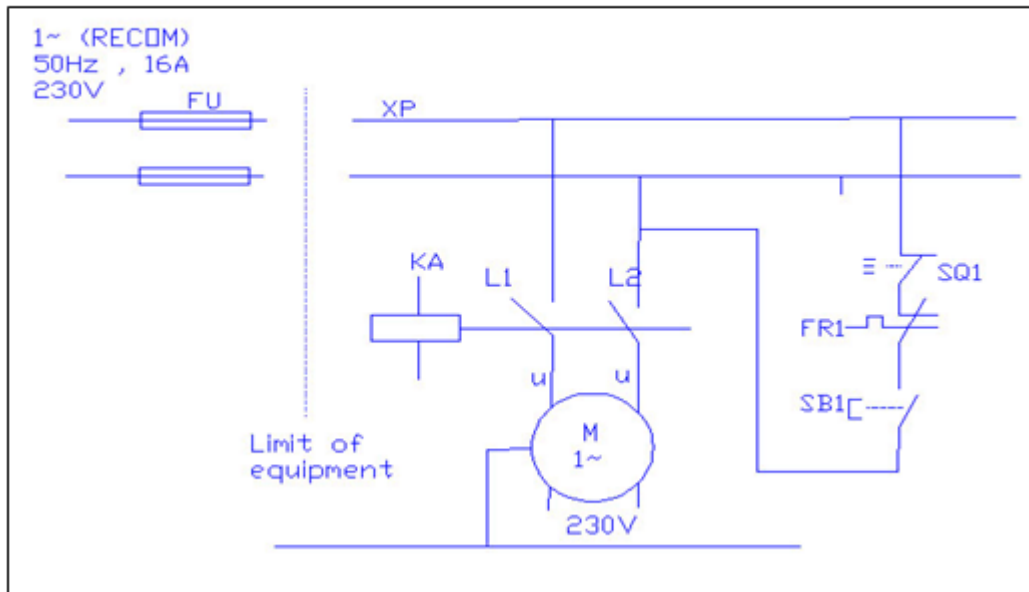 1~ (RECOM)
50Hz , 16A
230V
FU
XP
KA
L1
L2
SQ1
FR1
u
u
SB1
M
1~
Limit of
equipment
230V